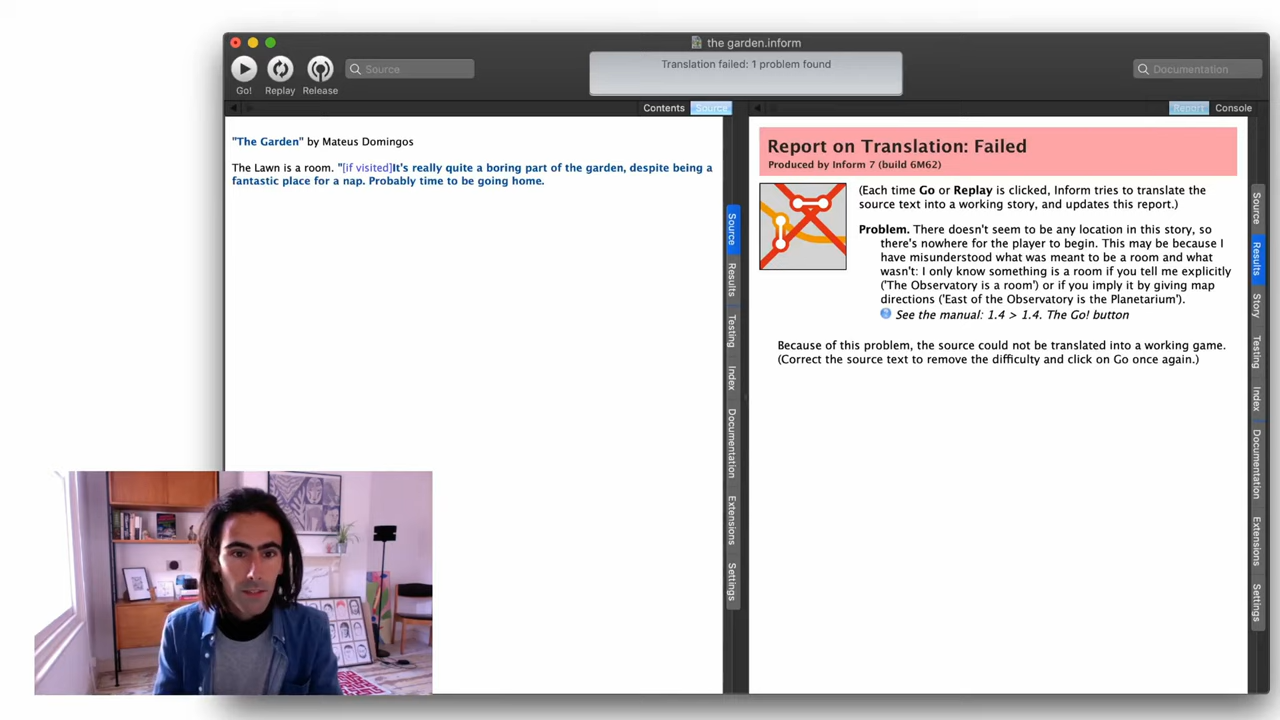 the garden.inform
Translation failed: 1 problem found
Source
Documentation
Go!
Replay
Release
Contents
Source
Report
Console
"The Garden" by Mateus Domingos
The Lawn is a room. "[if visited]It's really quite a boring part of the garden, despite being a
fantastic place for a nap. Probably time to be going home.
Source
Results
Testing
Index
Documentation
Extensions
Settings
Report on Translation: Failed
Produced by Inform 7 (build 6M62)
(Each time Go or Replay is clicked, Inform tries to translate the
source text into a working story, and updates this report.)
Problem. There doesn't seem to be any location in this story, so
there's nowhere for the player to begin. This may be because I
have misunderstood what was meant to be a room and what
wasn't: I only know something is a room if you tell me explicitly
('The Observatory is a room') or if you imply it by giving map
directions ('East of the Observatory is the Planetarium').
See the manual: 1.4 > 1.4. The Go! button
Because of this problem, the source could not be translated into a working game.
(Correct the source text to remove the difficulty and click on Go once again.)
Source
Results
Story
Testing
Index
Documentation
Extensions
Settings